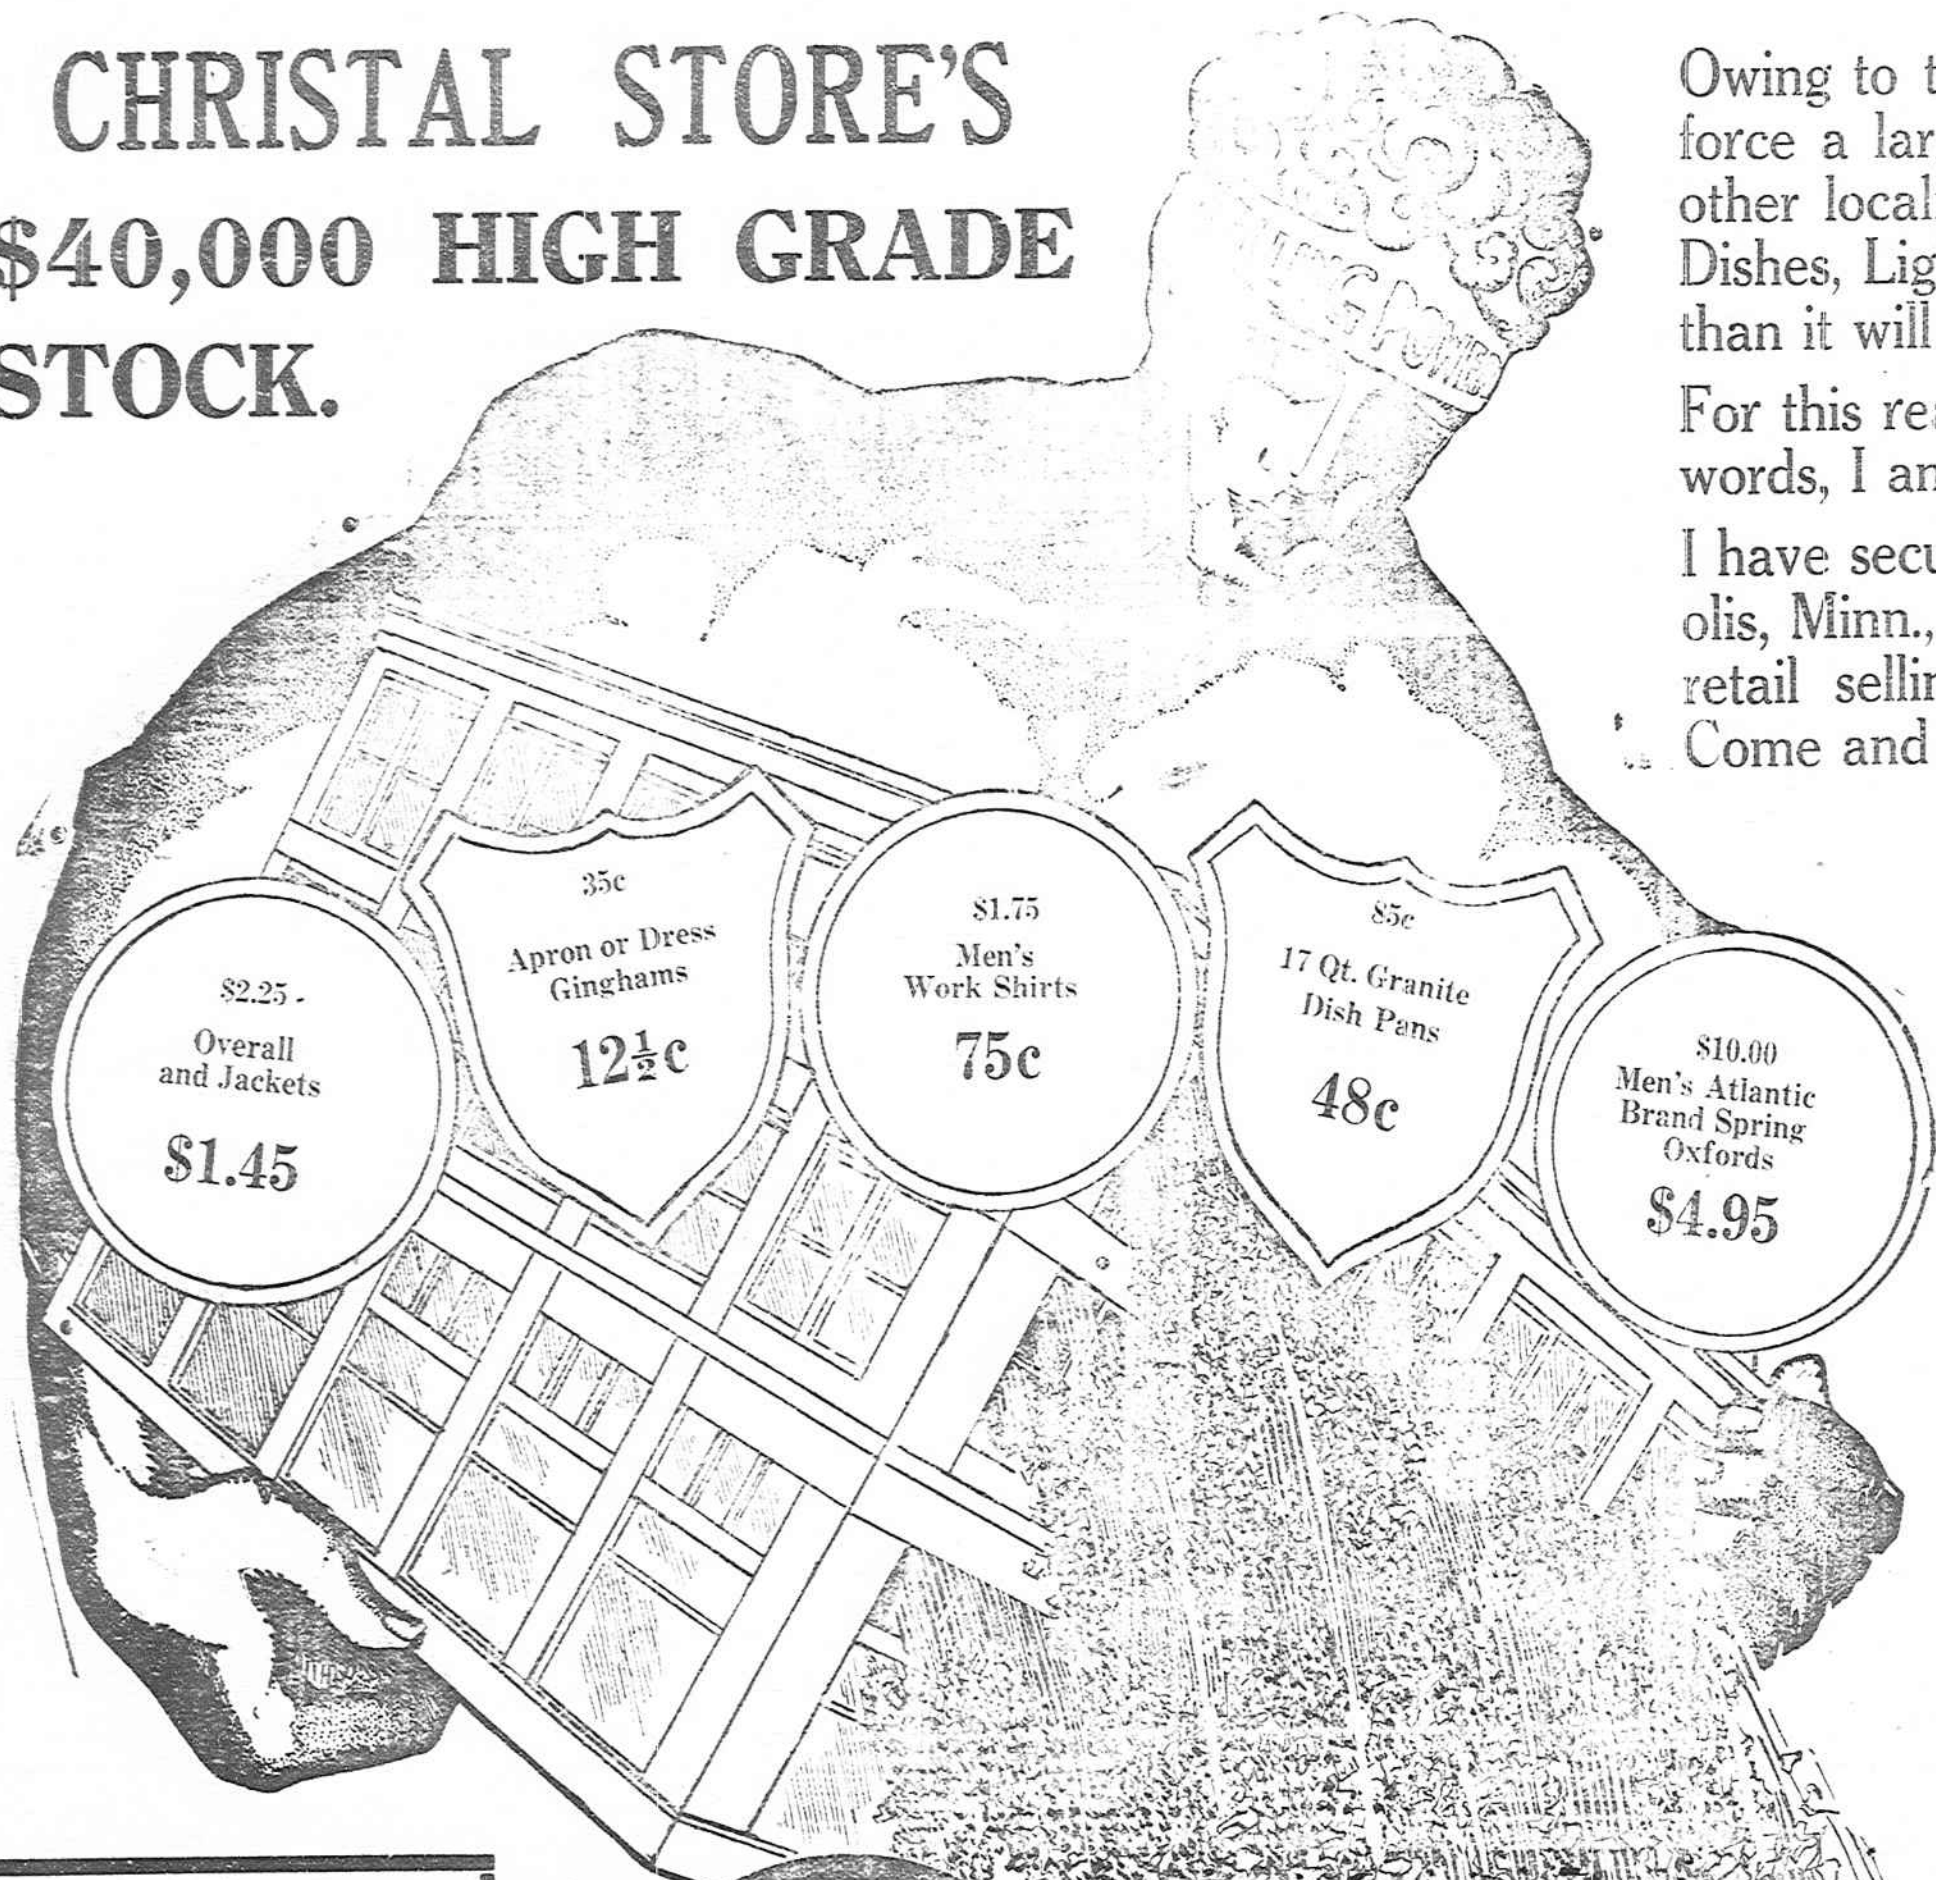 CHRISTAL STORE'S
$40,000 HIGH GRADE
STOCK.
LING POWER
Owing to t
force a lar
other locali
Dishes, Lig
than it will
For this rea
words, I an
I have secu
olis, Minn.,
retail sellin
Come and
$2.25
Overall
and Jackets
$1.45
35c
Apron or Dress
Ginghams
12½c
$1.75
Men's
Work Shirts
75c
85c
17 Qt. Granite
Dish Pans
48c
$10.00
Men's Atlantic
Brand Spring
Oxfords
$4.95